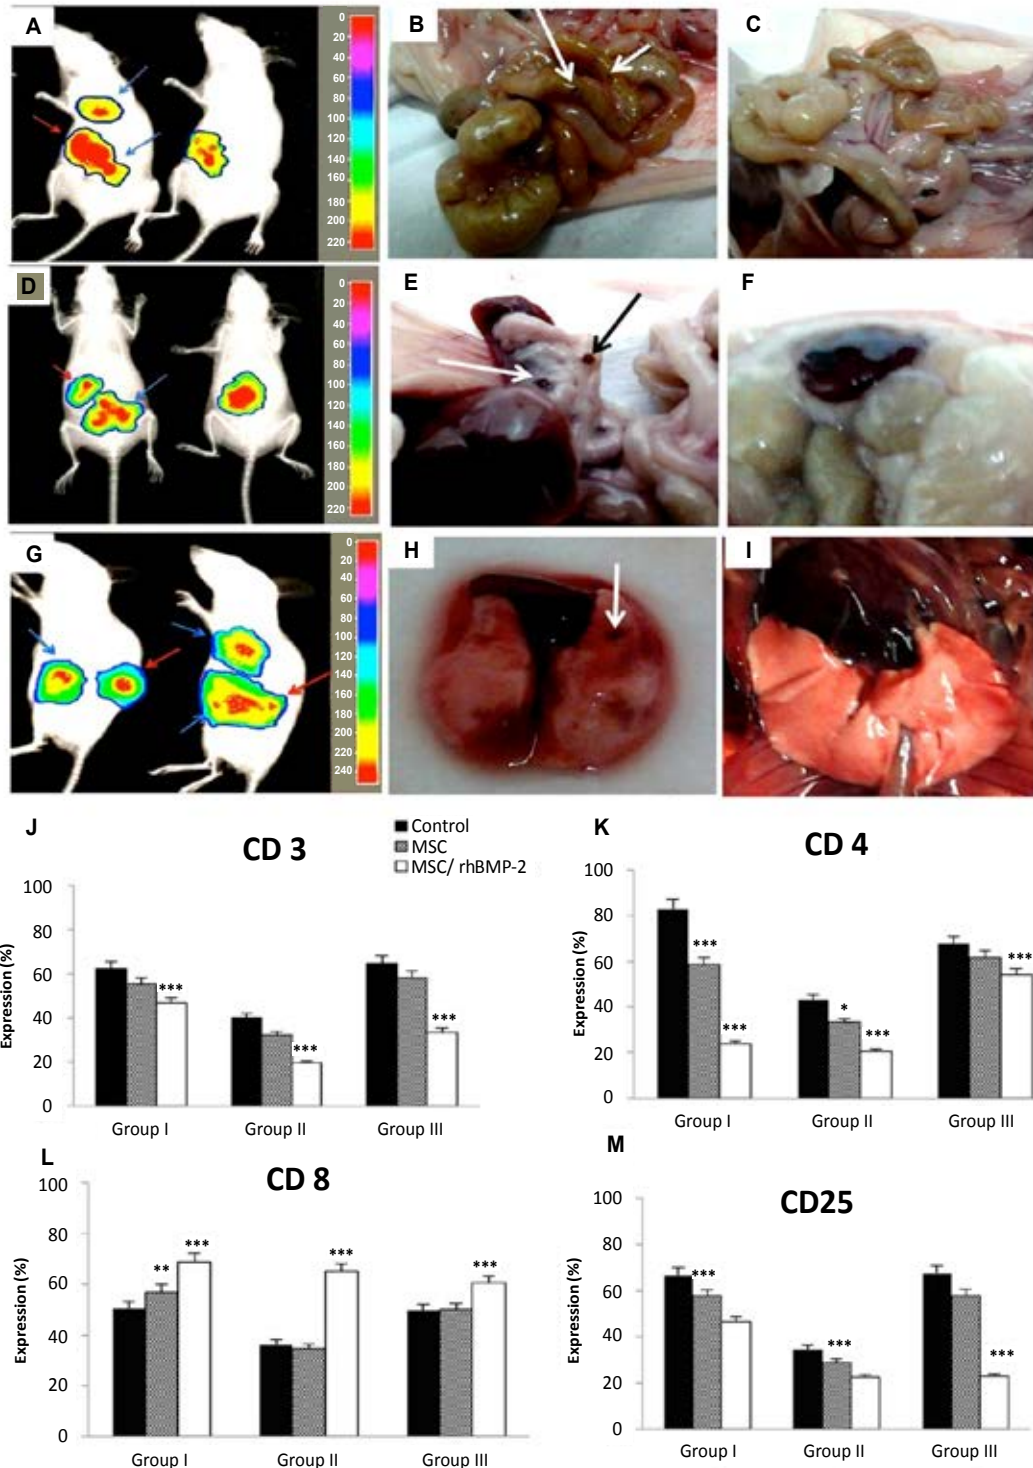 A
0
20
40
60
80
100
120
140
160
180
200
220
B
C
D
0
20
40
60
80
100
120
140
160
180
200
220
E
F
G
0
20
40
60
80
100
120
140
160
180
200
220
240
H
I
J
CD 3
Control
MSC
MSC/ rhBMP-2
Expression (%)
100
80
60
40
20
0
***
***
***
Group I
Group II
Group III
K
CD 4
Expression (%)
100
80
60
40
20
0
***
***
*
***
***
Group I
Group II
Group III
L
CD 8
Expression (%)
100
80
60
40
20
0
**
***
***
***
Group I
Group II
Group III
M
CD25
Expression (%)
100
80
60
40
20
0
***
***
***
Group I
Group II
Group III